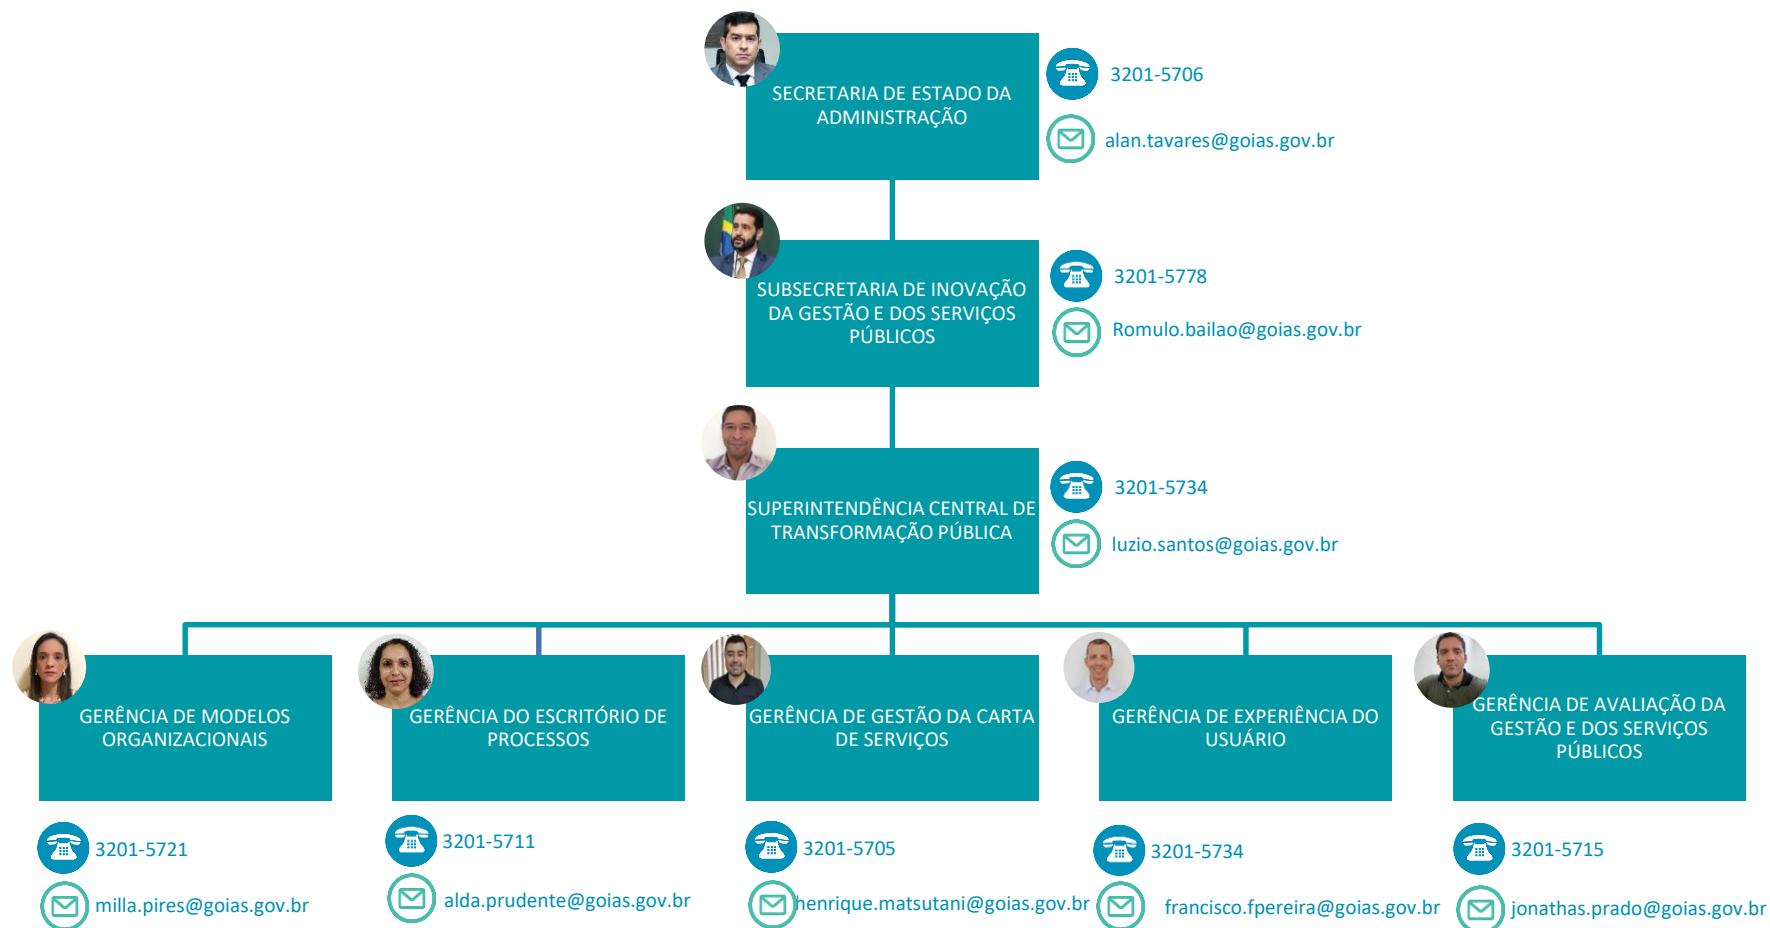 SECRETARIA DE ESTADO DA
ADMINISTRAÇÃO
3201-5706
alan.tavares@goias.gov.br
SUBSECRETARIA DE INOVAÇÃO
DA GESTÃO E DOS SERVIÇOS
PÚBLICOS
3201-5778
Romulo.bailao@goias.gov.br
SUPERINTENDÊNCIA CENTRAL DE
TRANSFORMAÇÃO PÚBLICA
3201-5734
luzio.santos@goias.gov.br
GERÊNCIA DE MODELOS
ORGANIZACIONAIS
3201-5721
milla.pires@goias.gov.br
GERÊNCIA DO ESCRITÓRIO DE
PROCESSOS
3201-5711
alda.prudente@goias.gov.br
GERÊNCIA DE GESTÃO DA CARTA
DE SERVIÇOS
3201-5705
henrique.matsutani@goias.gov.br
GERÊNCIA DE EXPERIÊNCIA DO
USUÁRIO
3201-5734
francisco.fpereira@goias.gov.br
GERÊNCIA DE AVALIAÇÃO DA
GESTÃO E DOS SERVIÇOS
PÚBLICOS
3201-5715
jonathas.prado@goias.gov.br